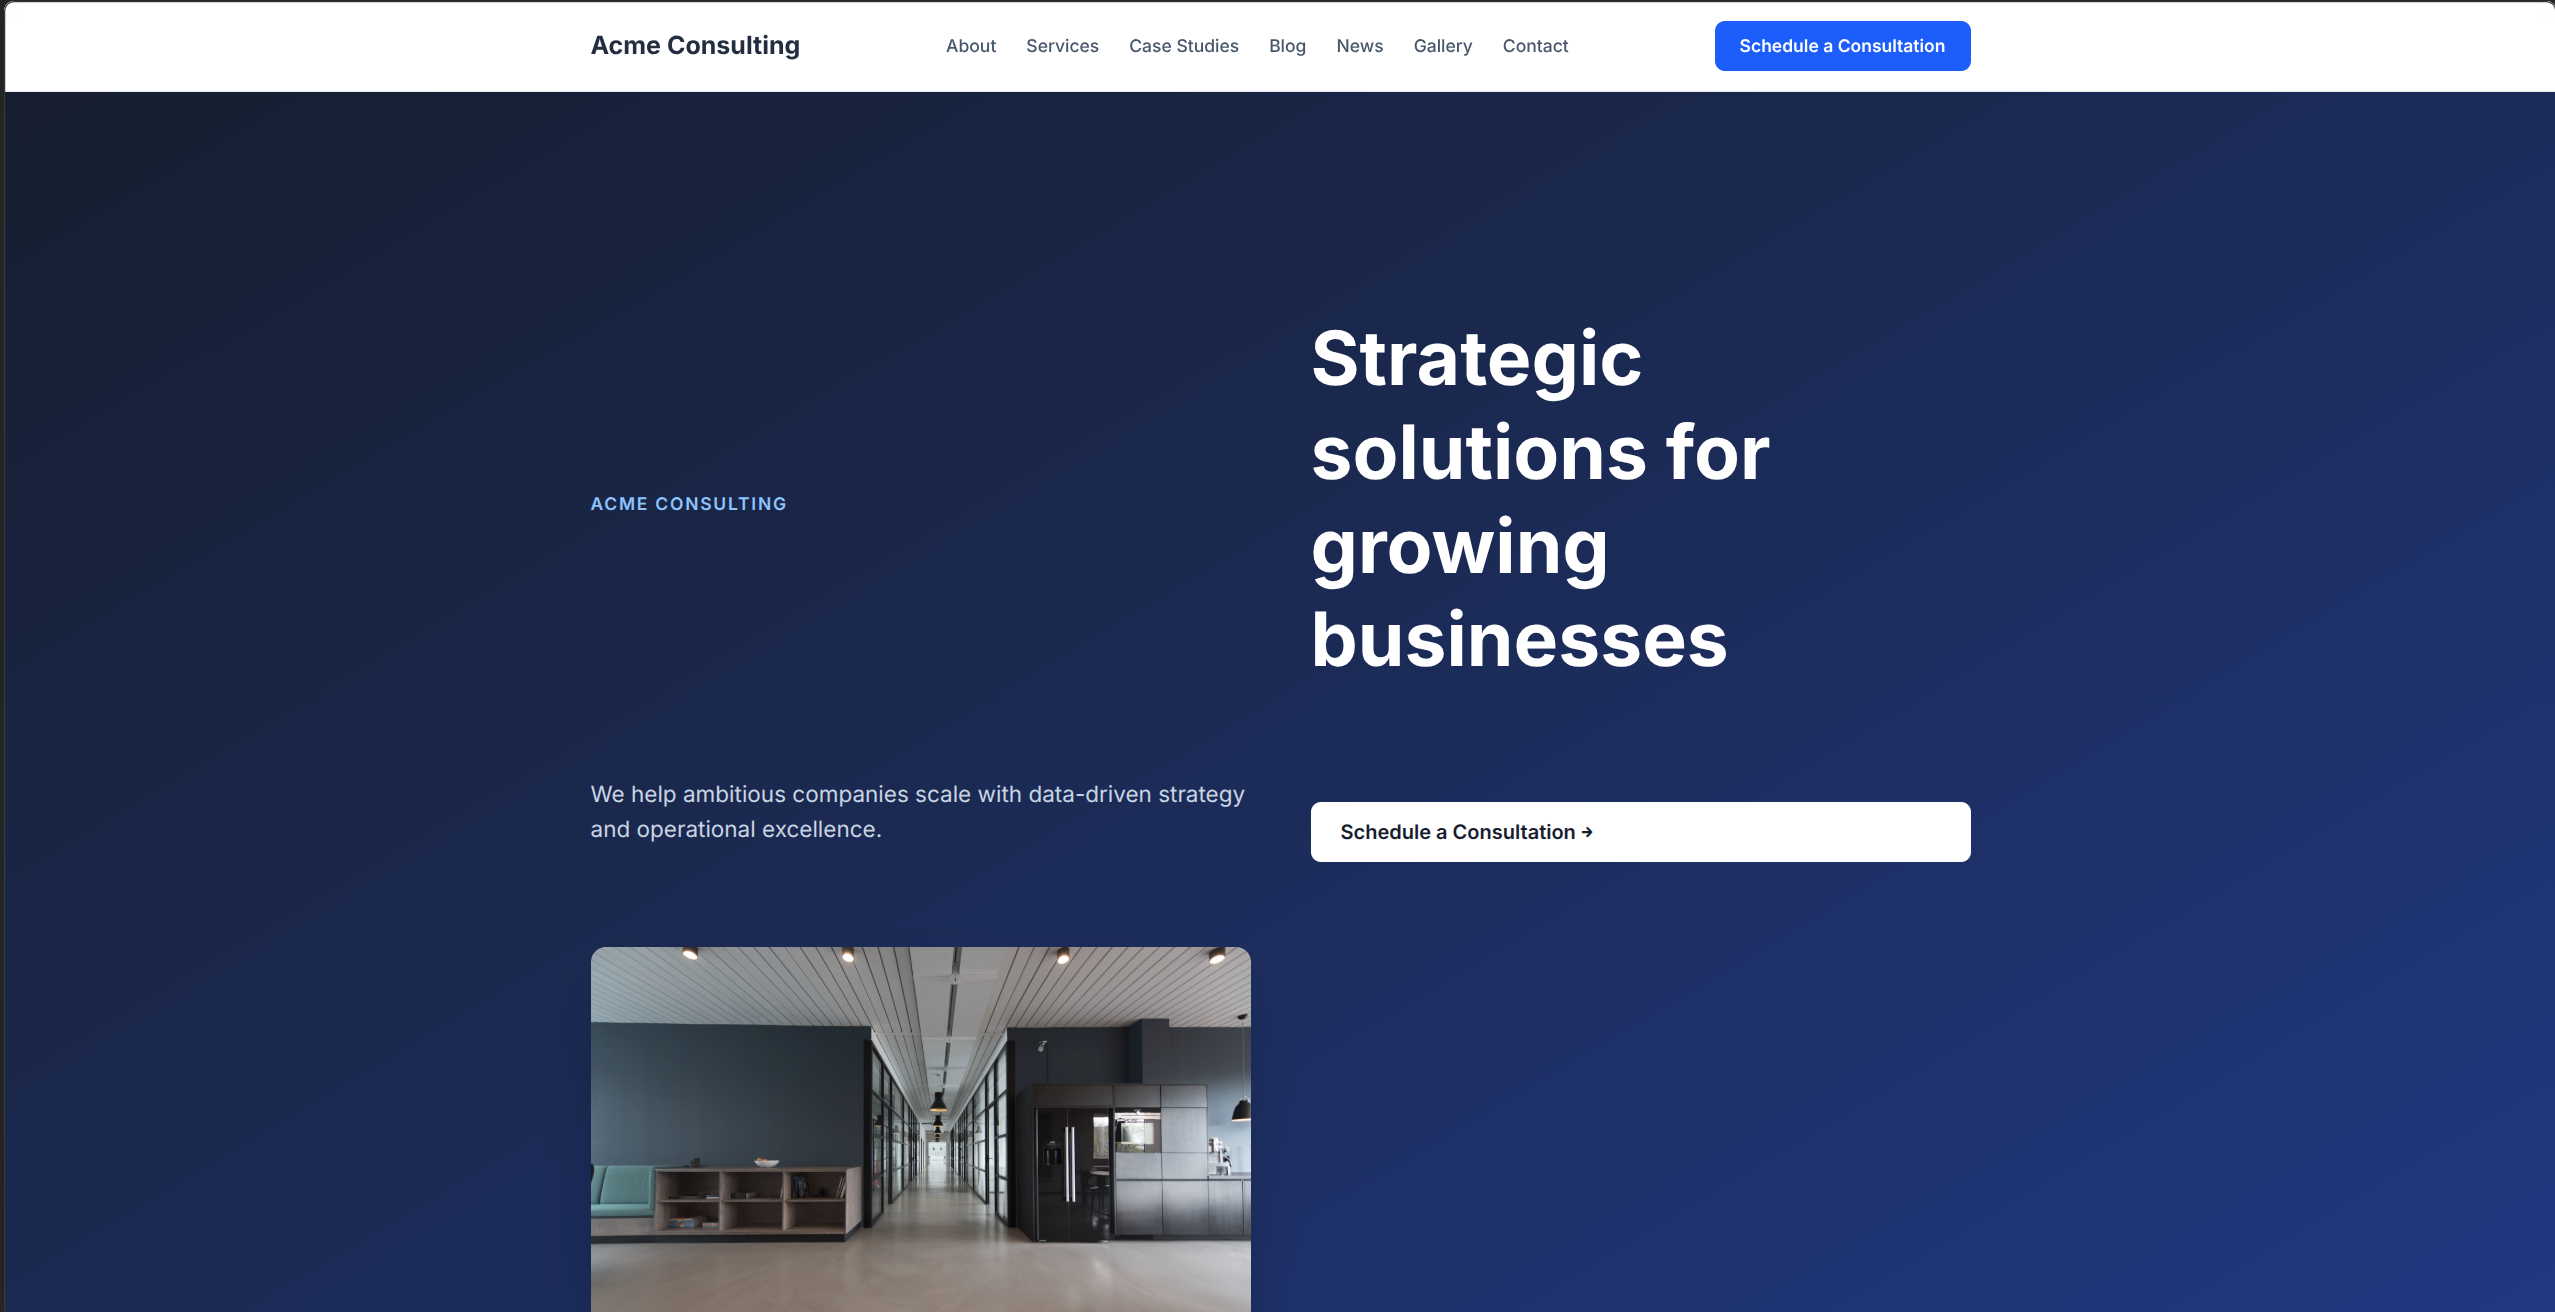 Acme Consulting
About
Services
Case Studies
Blog
News
Gallery
Contact
Schedule a Consultation
ACME CONSULTING
Strategic
solutions for
growing
businesses
We help ambitious companies scale with data-driven strategy
and operational excellence.
Schedule a Consultation →